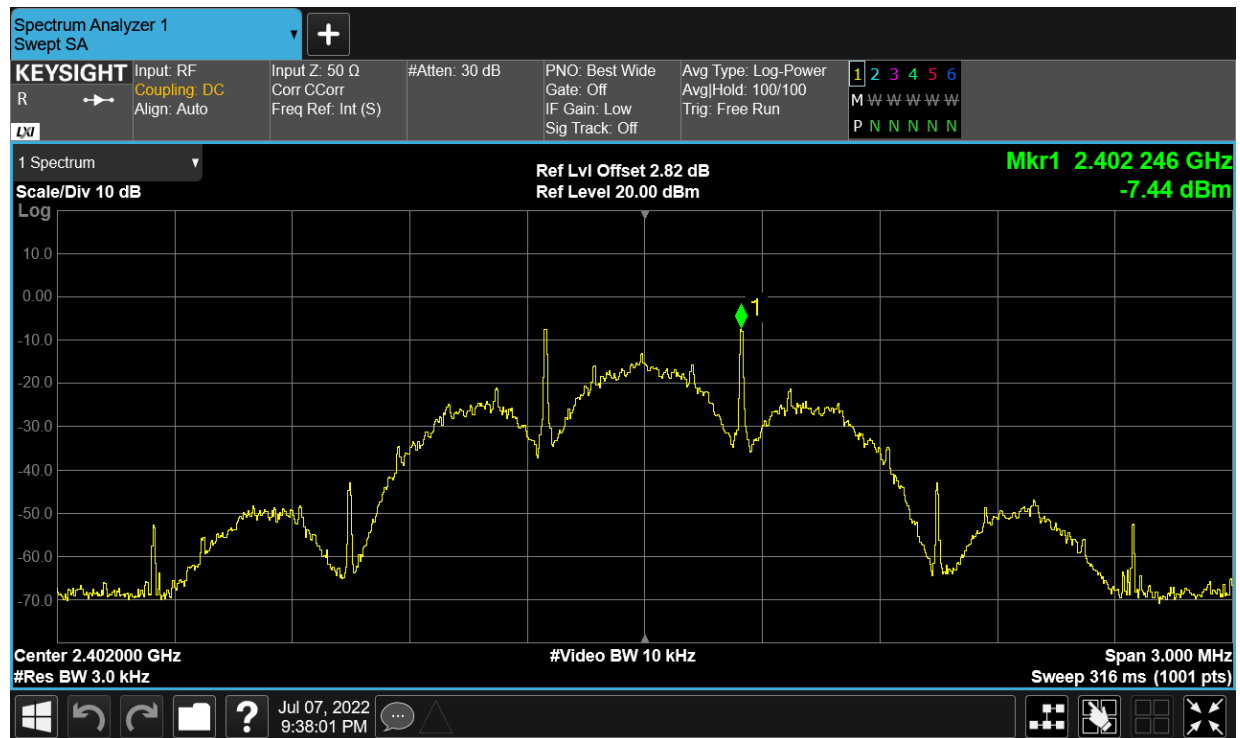 Spectrum Analyzer 1
Swept SA
KEYSIGHT
R
LXI
Input: RF
Coupling: DC
Align: Auto
Input Z: 50 Ω
Corr CCorr
Freq Ref: Int (S)
#Atten: 30 dB
PNO: Best Wide
Gate: Off
IF Gain: Low
Sig Track: Off
Avg Type: Log-Power
Avg|Hold: 100/100
Trig: Free Run
1 2 3 4 5 6
M W W W W W
P N N N N N
1 Spectrum
Scale/Div 10 dB
Ref Lvl Offset 2.82 dB
Ref Level 20.00 dBm
Mkr1 2.402 246 GHz
-7.44 dBm
Log
10.0
0.00
-10.0
-20.0
-30.0
-40.0
-50.0
-60.0
-70.0
1
Center 2.402000 GHz
#Video BW 10 kHz
Span 3.000 MHz
#Res BW 3.0 kHz
Sweep 316 ms (1001 pts)
?
Jul 07, 2022
9:38:01 PM